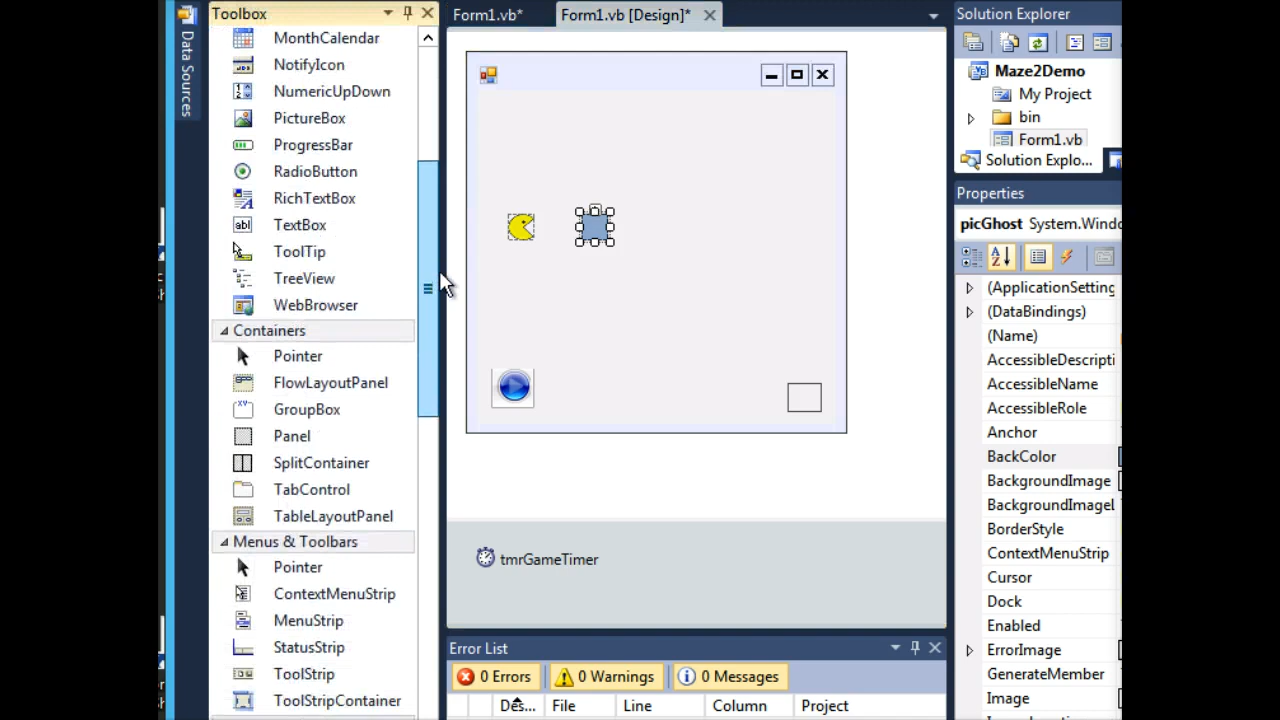 Data Sources
Toolbox
MonthCalendar
NotifyIcon
NumericUpDown
PictureBox
ProgressBar
RadioButton
RichTextBox
TextBox
ToolTip
TreeView
WebBrowser
Containers
Pointer
FlowLayoutPanel
GroupBox
Panel
SplitContainer
TabControl
TableLayoutPanel
Menus & Toolbars
Pointer
ContextMenuStrip
MenuStrip
StatusStrip
ToolStrip
ToolStripContainer
Form1.vb* Form1.vb [Design]*
tmrGameTimer
Error List
0 Errors 0 Warnings 0 Messages
Des... File Line Column Project
Solution Explorer
Maze2Demo
My Project
bin
Form1.vb
Solution Explo...
Properties
picGhost System.Windo
(ApplicationSetting
(DataBindings)
(Name)
AccessibleDescripti
AccessibleName
AccessibleRole
Anchor
BackColor
BackgroundImage
BackgroundImageL
BorderStyle
ContextMenuStrip
Cursor
Dock
Enabled
ErrorImage
GenerateMember
Image